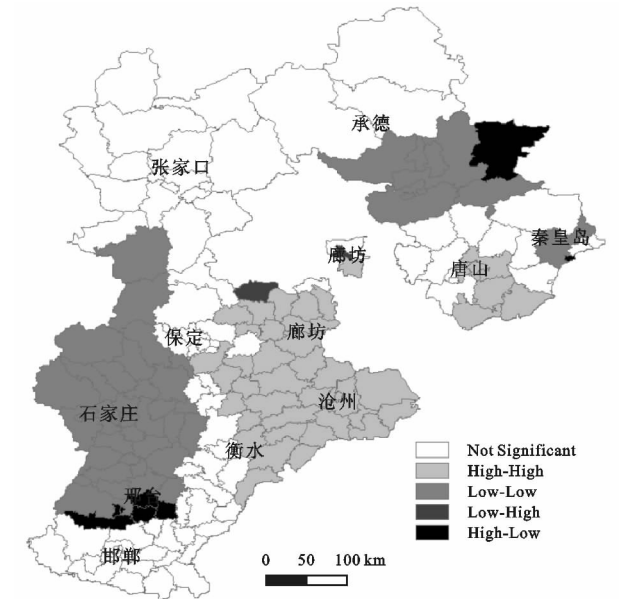 承德
张家口
秦皇岛
廊坊
唐山
廊坊
保定
沧州
石家庄
衡水
邢台
邯郸
Not Significant
High-High
Low-Low
Low-High
High-Low
0 50 100 km